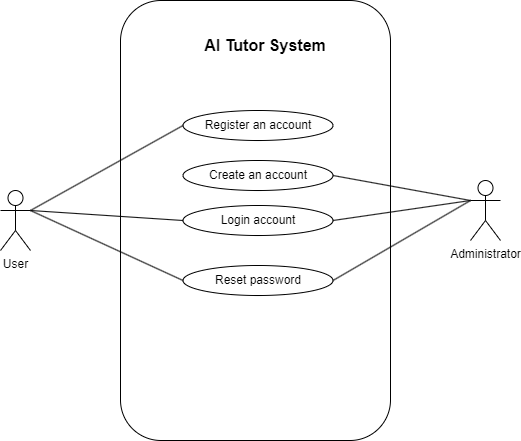 AI Tutor System
Register an account
Create an account
Login account
Reset password
User
Administrator